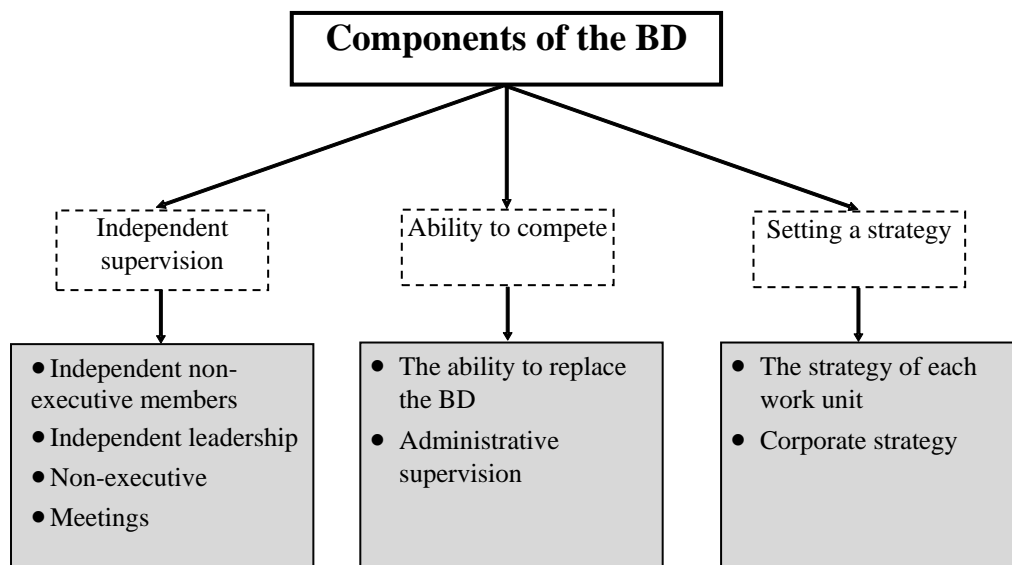 Components of the BD
Independent
supervision
Ability to compete
Setting a strategy
• Independent non-
executive members
• Independent leadership
• Non-executive
• Meetings
• The ability to replace
the BD
• Administrative
supervision
• The strategy of each
work unit
• Corporate strategy